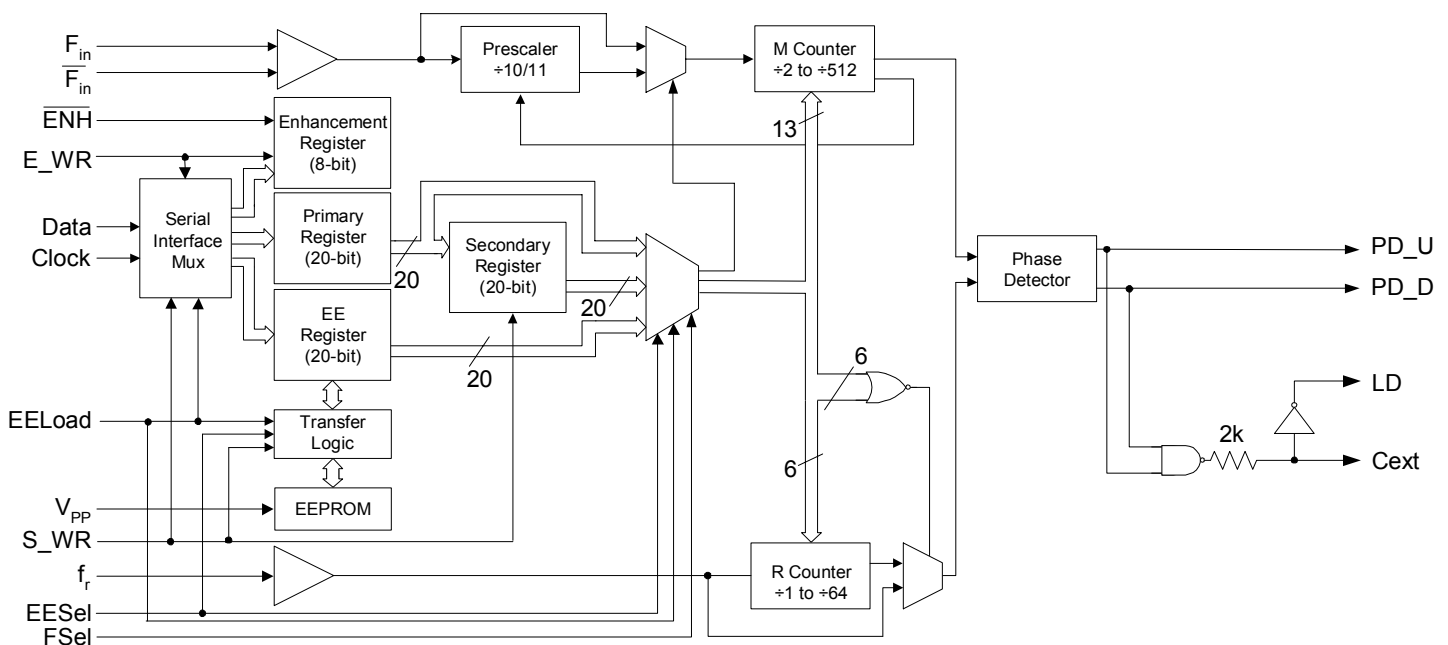 F_in
F̅_in
E̅N̅H̅
E_WR
Data
Clock
EELoad
V_PP
S_WR
f_r
EESel
FSel
Prescaler
÷10/11
M Counter
÷2 to ÷512
13
Enhancement
Register
(8-bit)
Serial
Interface
Mux
Primary
Register
(20-bit)
20
Secondary
Register
(20-bit)
20
EE
Register
(20-bit)
20
Transfer
Logic
EEPROM
6
6
R Counter
÷1 to ÷64
Phase
Detector
PD_U
PD_D
LD
2k
Cext